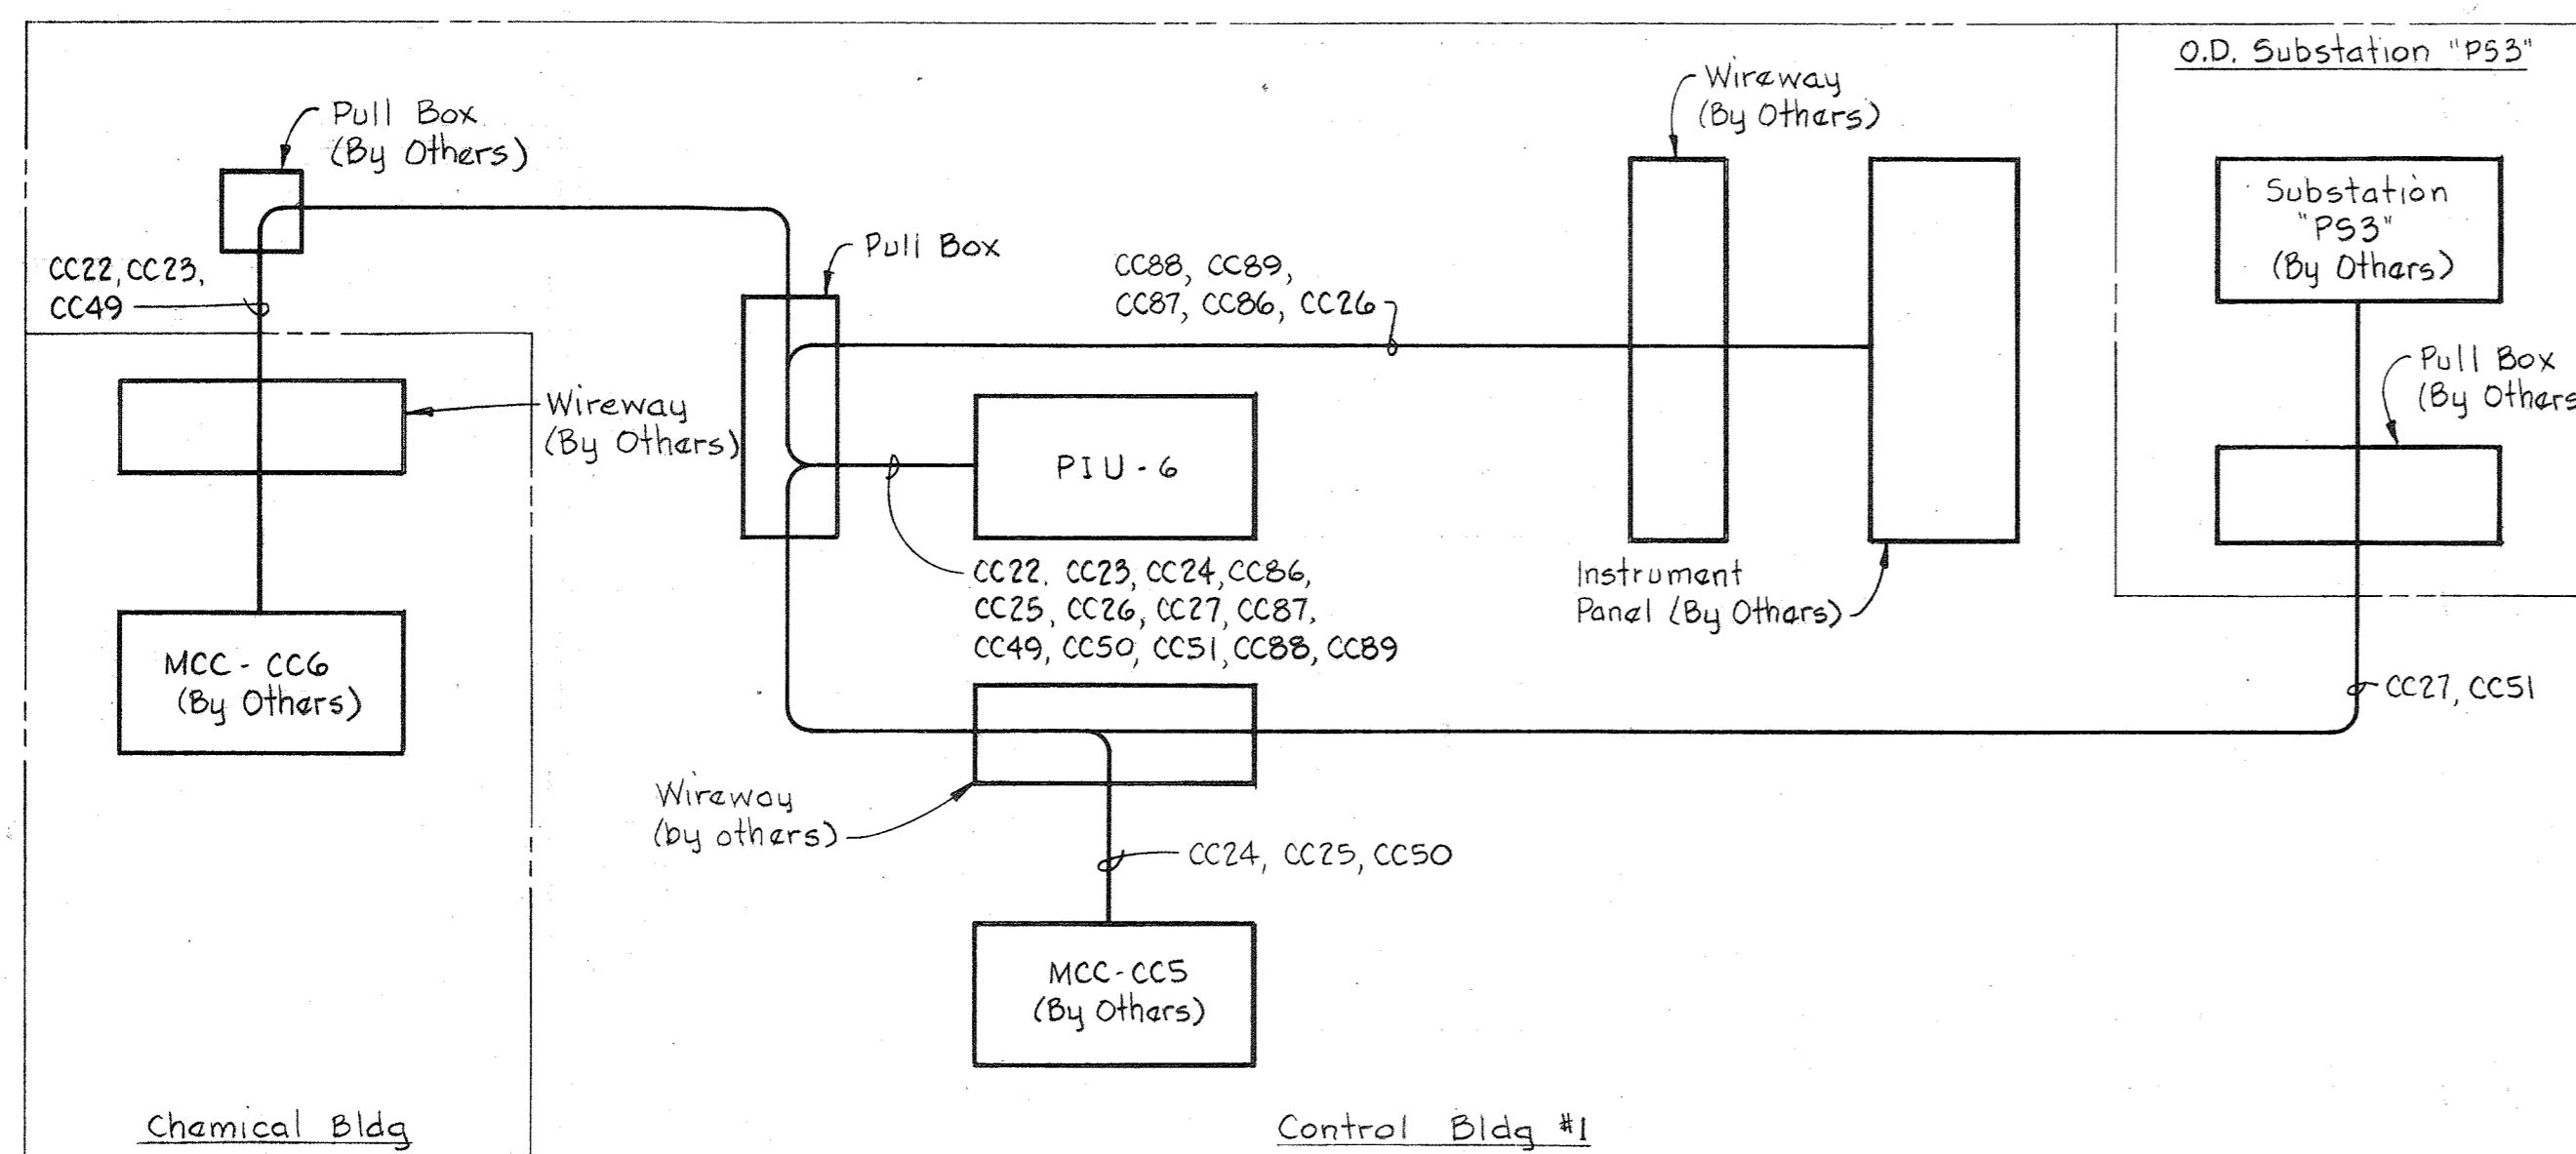 O.D. Substation "PS3"
Pull Box
(By Others)
Wireway
(By Others)
Substation
"PS3"
(By Others)
Pull Box
CC22, CC23,
CC49
CC88, CC89,
CC87, CC86, CC26
Pull Box
(By Others
Wireway
(By Others)
PIU-6
CC22, CC23, CC24, CC86,
CC25, CC26, CC27, CC87,
CC49, CC50, CC51, CC88, CC89
Instrument
Panel (By Others)
MCC-CC6
(By Others)
CC27, CC51
Wireway
(by others)
CC24, CC25, CC50
MCC-CC5
(By Others)
Chemical Bldg
Control Bldg #1